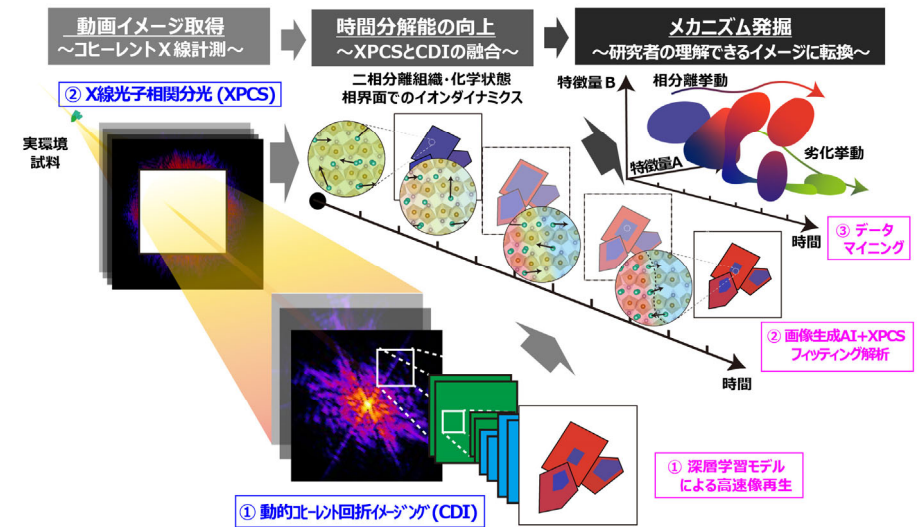 動画イメージ取得
～コヒーレントX線計測～
時間分解能の向上
～XPCSとCDIの融合～
メカニズム発掘
～研究者の理解できるイメージに転換～
② X線光子相関分光 (XPCS)
実環境
試料
二相分離組織・化学状態
相界面でのイオンダイナミクス
特徴量 B
相分離挙動
特徴量A
劣化挙動
時間
③ データ
マイニング
② 画像生成AI+XPCS
フィッティング解析
時間
① 深層学習モデル
による高速像再生
① 動的コヒーレント回折イメージング (CDI)